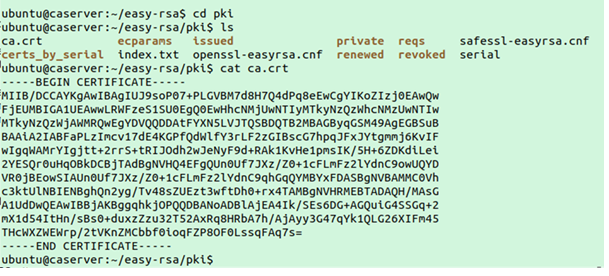 ubuntu@caserver:~/easy-rsa$ cd pki
ubuntu@caserver:~/easy-rsa/pki$ ls
ca.crt ecparams issued private reqs safessl-easyrsa.cnf
certs_by_serial index.txt openssl-easyrsa.cnf renewed revoked serial
ubuntu@caserver:~/easy-rsa/pki$ cat ca.crt
-----BEGIN CERTIFICATE-----
MIIB/DCCAYKgAwIBAgIUJ9soP07+PLGVBM7d8H7Q4dPq8eEwCgYIKoZIzj0EAwQw
FjEUMBIGA1UEAwwLRWFzeS1SU0EgQ0EwHhcNMjUwNTIyMTkyNzQzWhcNMzUwNTIw
MTkyNzQzWjAWMRQwEgYDVQQDDAtFYXN5LVJTQSBDQTB2MBAGByqGSM49AgEGBSuB
BAAiA2IABFaPLzImcv17dE4KGPfQdWlfY3rLF2zGIBscG7hpqJFxJYtgmmj6KvIF
wIgqWAMrYIgjtt+2rrS+tRIJOdh2wJeNyF9d+RAk1KvHe1pmsIK/5H+6ZDKdiLei
2YESQr0uHqOBkDCBjTAdBgNVHQ4EFgQUn0Uf7JXz/Z0+1cFLmFz2lYdnC9owUQYD
VR0jBEowSIAUn0Uf7JXz/Z0+1cFLmFz2lYdnC9qhGqQYMBYxFDASBgNVBAMMC0Vh
c3ktUlNBIENBghQn2yg/Tv48sZUEzt3wftDh0+rx4TAMBgNVHRMEBTADAQH/MAsG
A1UdDwQEAwIBBjAKBggqhkjOPQQDBANoADBlAjEA4Ik/SEs6DG+AGQuiG4SSGq+2
mX1d54ItHn/sBs0+duxzZzu32T52AxRq8HRbA7h/AjAyy3G47qYk1QLG26XIFm45
THcWXZWEWrp/2tVKnZMCbbf0ioqFZP8OF0LssqFAq7s=
-----END CERTIFICATE-----
ubuntu@caserver:~/easy-rsa/pki$